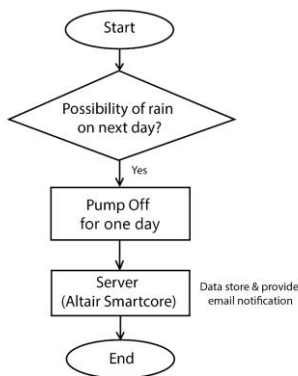 Start
Possibility of rain
on next day?
Yes
Pump Off
for one day
Server
(Altair Smartcore)
Data store & provide
email notification
End